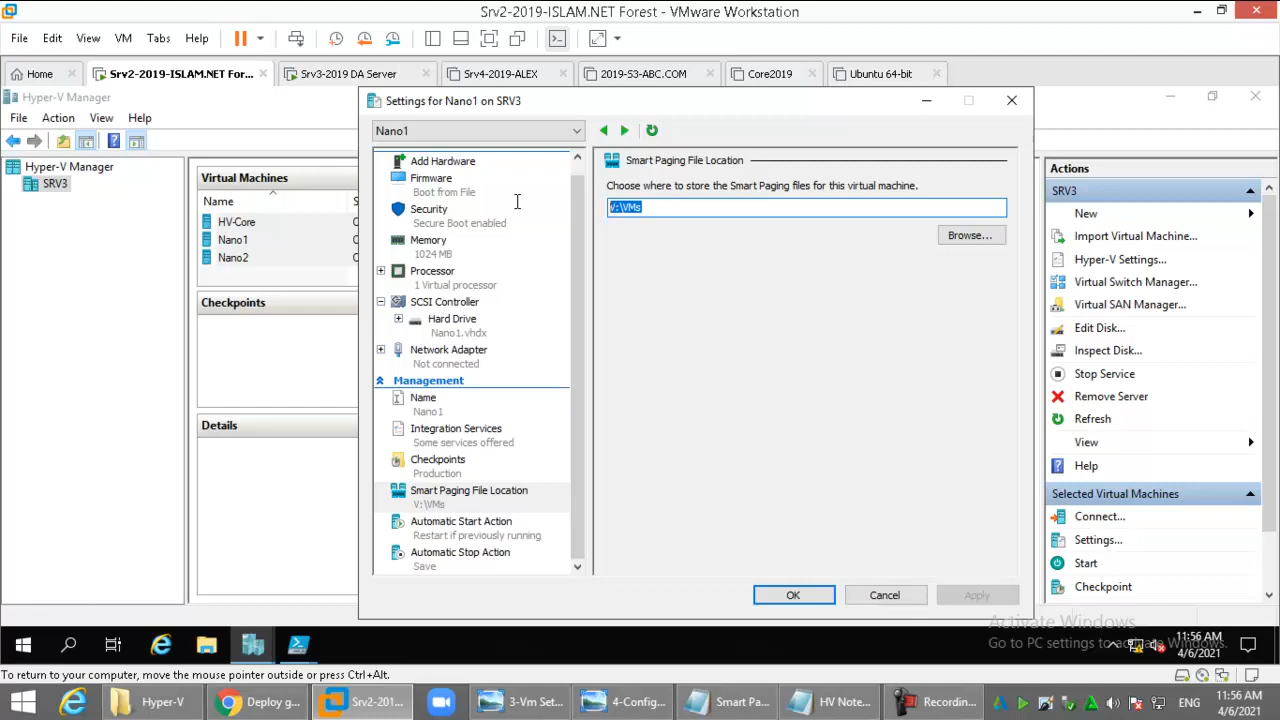 Srv2-2019-ISLAM.NET Forest - VMware Workstation
File Edit View VM Tabs Help
Home Srv2-2019-ISLAM.NET For... Srv3-2019 DA Server Srv4-2019-ALEX 2019-S3-ABC.COM Core2019 Ubuntu 64-bit
Hyper-V Manager
File Action View Help
Hyper-V Manager
SRV3
Virtual Machines
Name
HV-Core
Nano1
Nano2
Checkpoints
Details
Settings for Nano1 on SRV3
Nano1
Add Hardware
Firmware
Boot from File
Security
Secure Boot enabled
Memory
1024 MB
Processor
1 Virtual processor
SCSI Controller
Hard Drive
Nano1.vhdx
Network Adapter
Not connected
Management
Name
Nano1
Integration Services
Some services offered
Checkpoints
Production
Smart Paging File Location
V:\VMs
Automatic Start Action
Restart if previously running
Automatic Stop Action
Save
Smart Paging File Location
Choose where to store the Smart Paging files for this virtual machine.
V:\VMs
Browse...
OK Cancel Apply
Actions
SRV3
New
Import Virtual Machine...
Hyper-V Settings...
Virtual Switch Manager...
Virtual SAN Manager...
Edit Disk...
Inspect Disk...
Stop Service
Remove Server
Refresh
View
Help
Selected Virtual Machines
Connect...
Settings...
Start
Checkpoint
Activate Windows
Go to PC settings to activate Windows.
11:56 AM
4/6/2021
To return to your computer, move the mouse pointer outside or press Ctrl+Alt.
Hyper-V Deploy g... Srv2-201... 3-Vm Set... 4-Config... Smart Pa... HV Note... Recordin... ENG
11:56 AM
4/6/2021